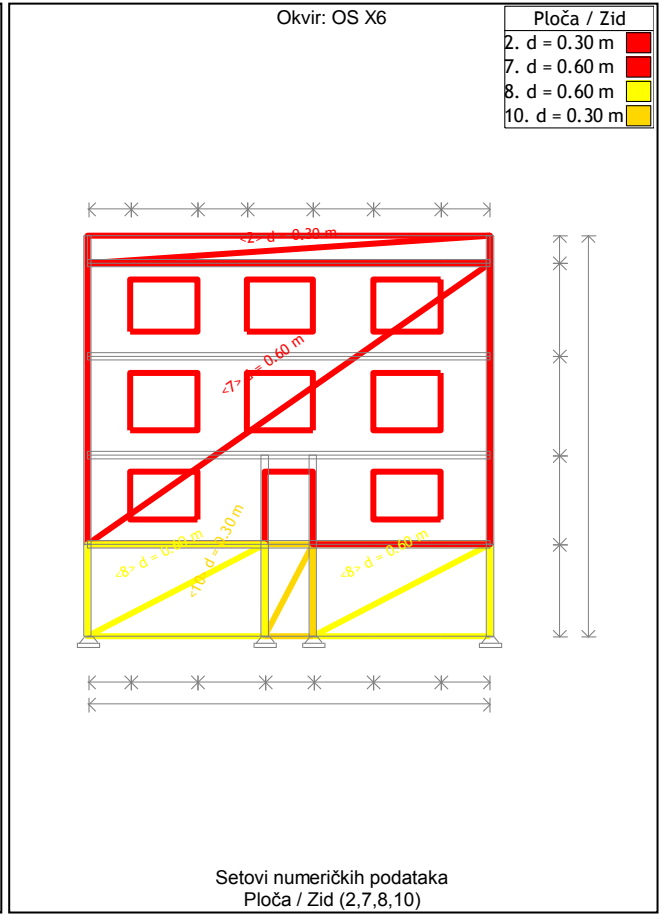 Okvir: OS X6
Ploča / Zid
2. d = 0.30 m
7. d = 0.60 m
8. d = 0.60 m
10. d = 0.30 m
<2> d = 0.30 m
<7> d = 0.60 m
<8> d = 0.60 m
<10> d = 0.30 m
<8> d = 0.60 m
Setovi numeričkih podataka
Ploča / Zid (2,7,8,10)